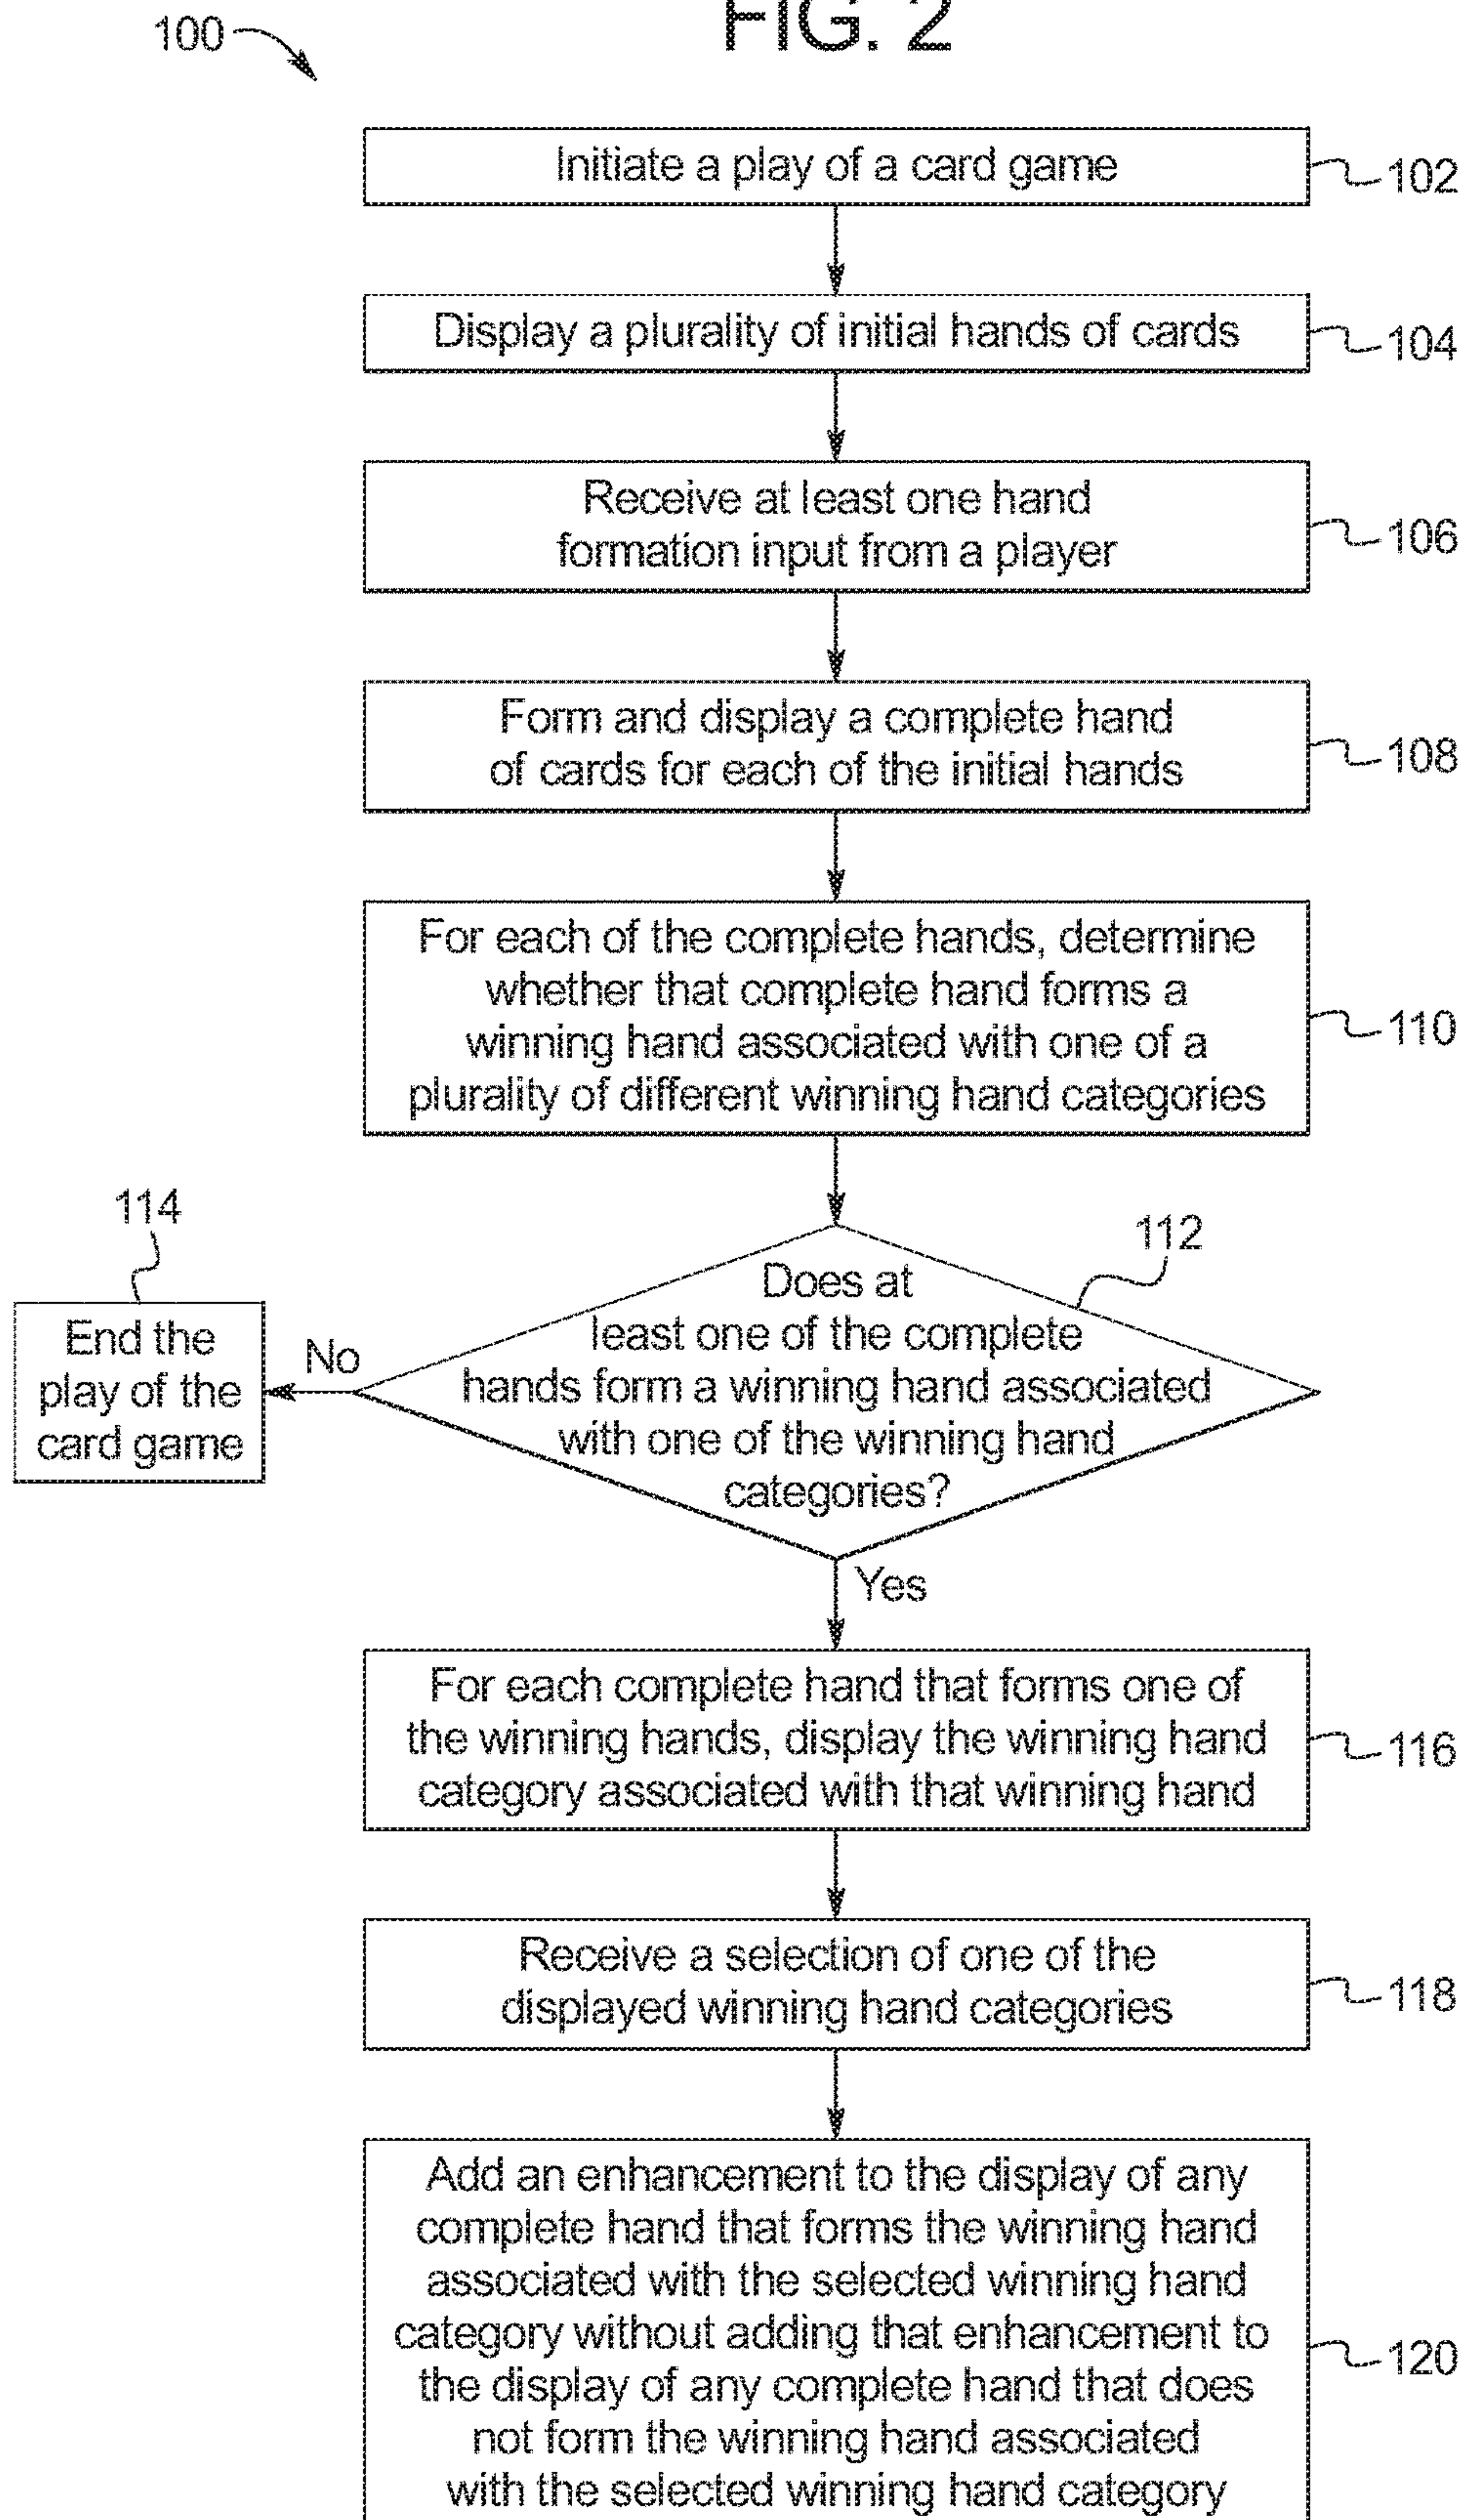 FIG. 2
100
Initiate a play of a card game
102
Display a plurality of initial hands of cards
104
Receive at least one hand
formation input from a player
106
Form and display a complete hand
of cards for each of the initial hands
108
For each of the complete hands, determine
whether that complete hand forms a
winning hand associated with one of a
plurality of different winning hand categories
110
112
Does at
least one of the complete
hands form a winning hand associated
with one of the winning hand
categories?
No
114
End the
play of the
card game
Yes
For each complete hand that forms one of
the winning hands, display the winning hand
category associated with that winning hand
116
Receive a selection of one of the
displayed winning hand categories
118
Add an enhancement to the display of any
complete hand that forms the winning hand
associated with the selected winning hand
category without adding that enhancement to
the display of any complete hand that does
not form the winning hand associated
with the selected winning hand category
120